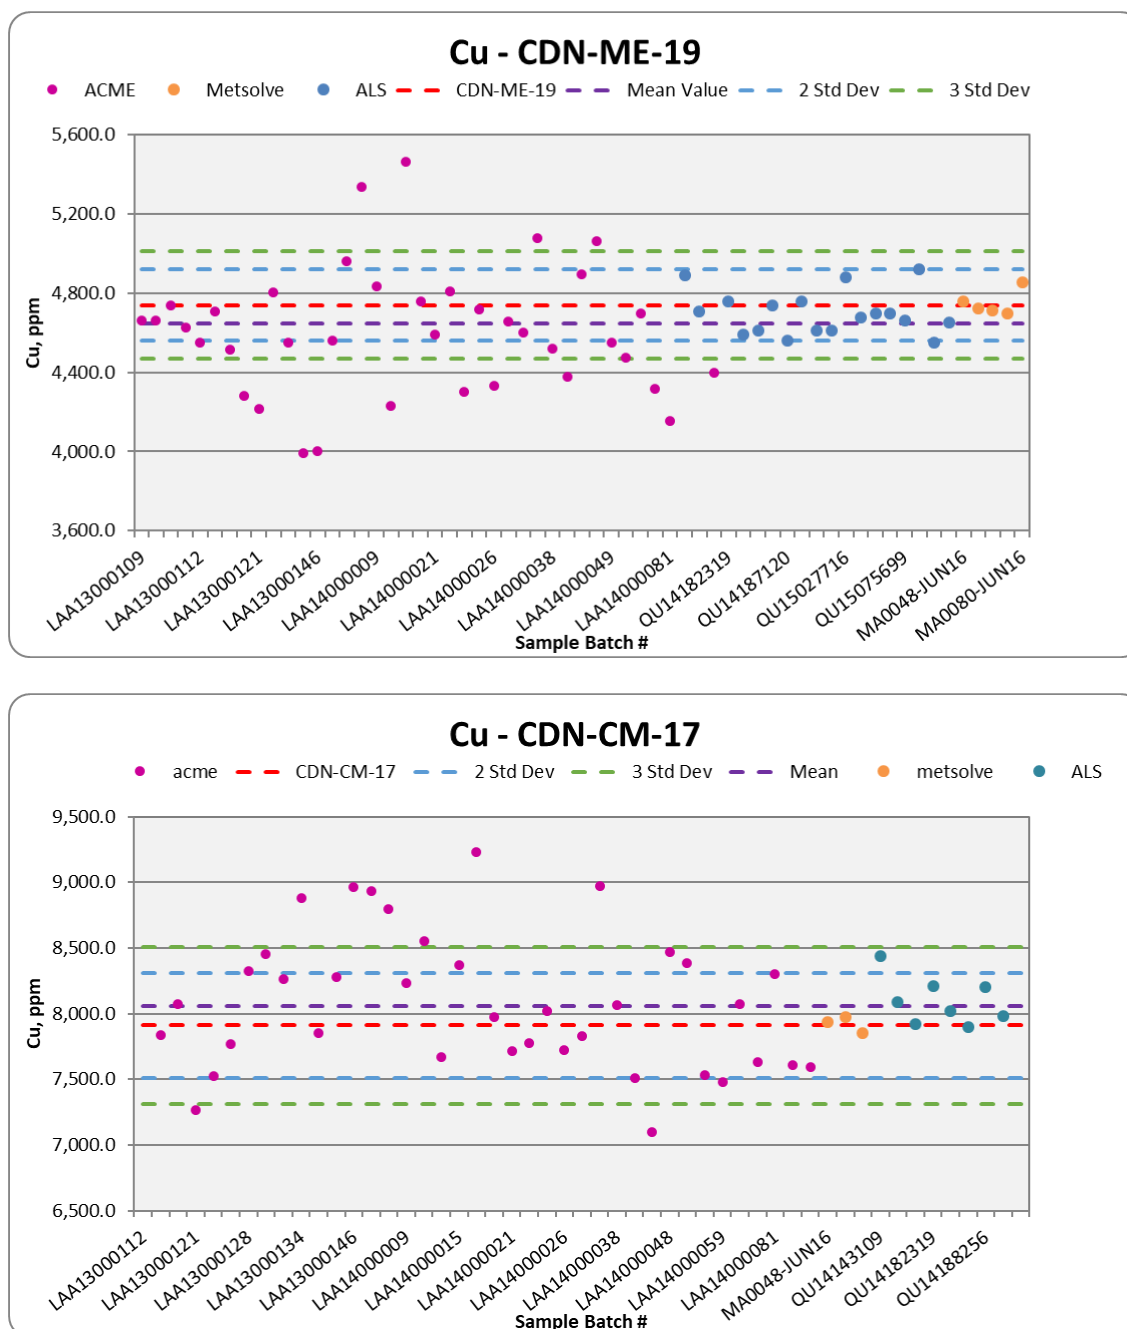 Cu - CDN-ME-19
ACME Metsolve ALS CDN-ME-19 Mean Value 2 Std Dev 3 Std Dev
5,600.0
5,200.0
4,800.0
4,400.0
4,000.0
3,600.0
Cu, ppm
LAA13000109 LAA13000112 LAA13000121 LAA13000146 LAA14000009 LAA14000021 LAA14000026 LAA14000038 LAA14000049 LAA14000081 QU14182319 QU14187120 QU15027716 QU15075699 MA0048-JUN16 MA0080-JUN16
Sample Batch #
Cu - CDN-CM-17
acme CDN-CM-17 2 Std Dev 3 Std Dev Mean metsolve ALS
9,500.0
9,000.0
8,500.0
8,000.0
7,500.0
7,000.0
6,500.0
Cu, ppm
LAA13000112 LAA13000121 LAA13000128 LAA13000134 LAA13000146 LAA14000009 LAA14000015 LAA14000021 LAA14000026 LAA14000038 LAA14000048 LAA14000059 LAA14000081 MA0048-JUN16 QU14143109 QU14182319 QU14188256
Sample Batch #